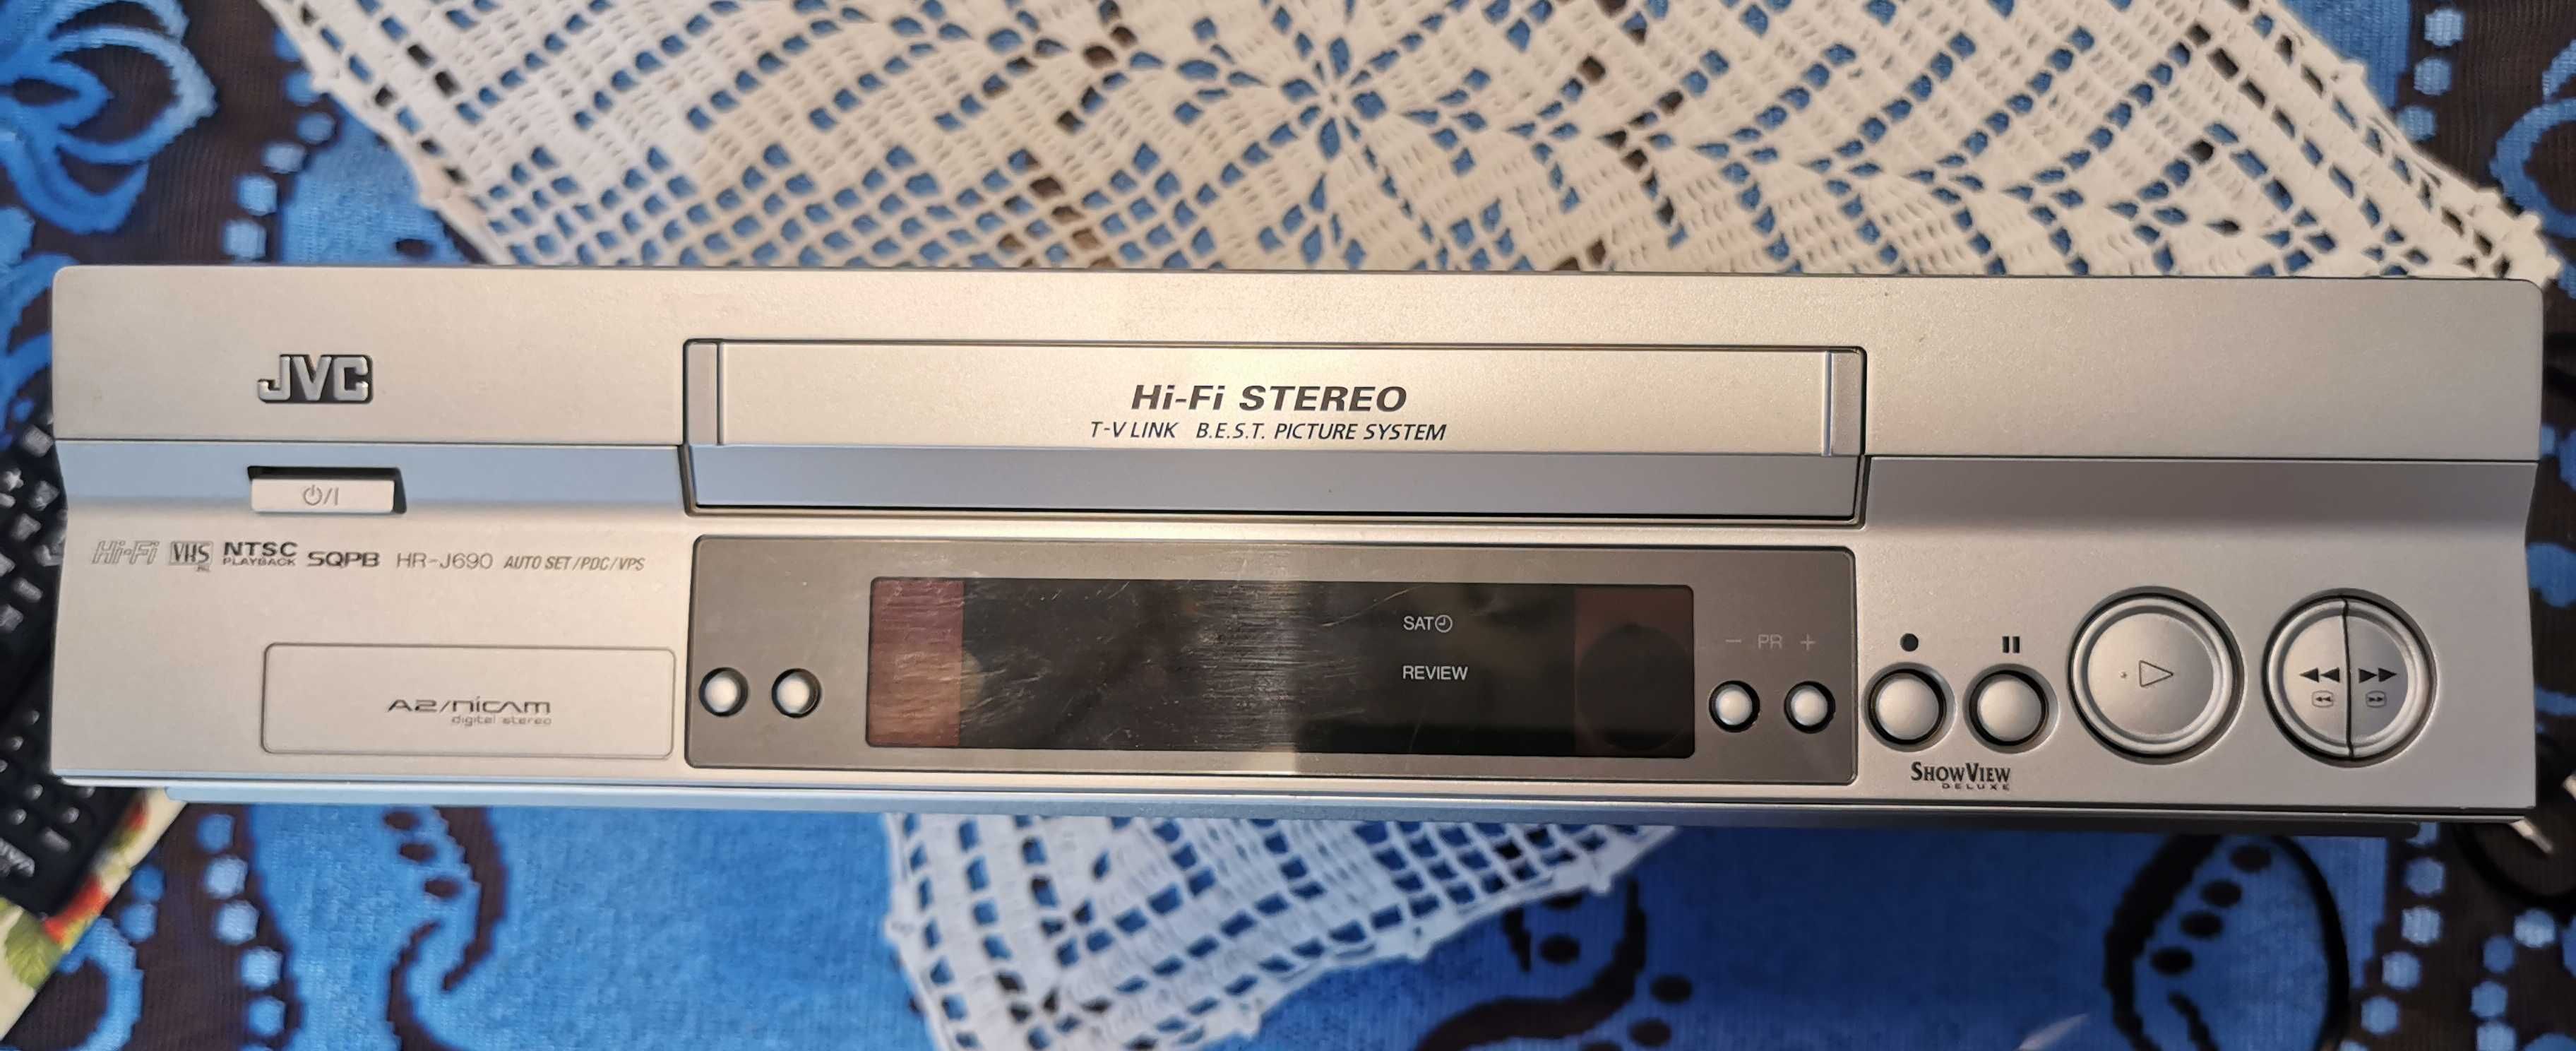 JVC
Hi-Fi STEREO
T-V LINK B.E.S.T. PICTURE SYSTEM
Hi-Fi VHS NTSC PLAYBACK SQPB HR-J690 AUTO SET/PDC/VPS
SAT
REVIEW
− PR +
A2/nicam
digital stereo
SHOWVIEW
DELUXE